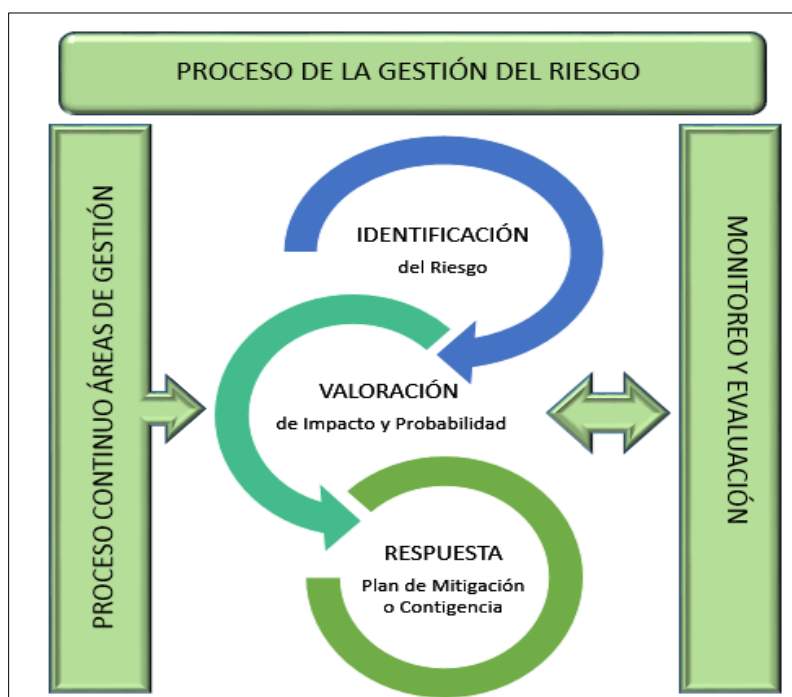 PROCESO DE LA GESTIÓN DEL RIESGO
PROCESO CONTINUO ÁREAS DE GESTIÓN
IDENTIFICACIÓN
del Riesgo
VALORACIÓN
de Impacto y Probabilidad
RESPUESTA
Plan de Mitigación
o Contigencia
MONITOREO Y EVALUACIÓN